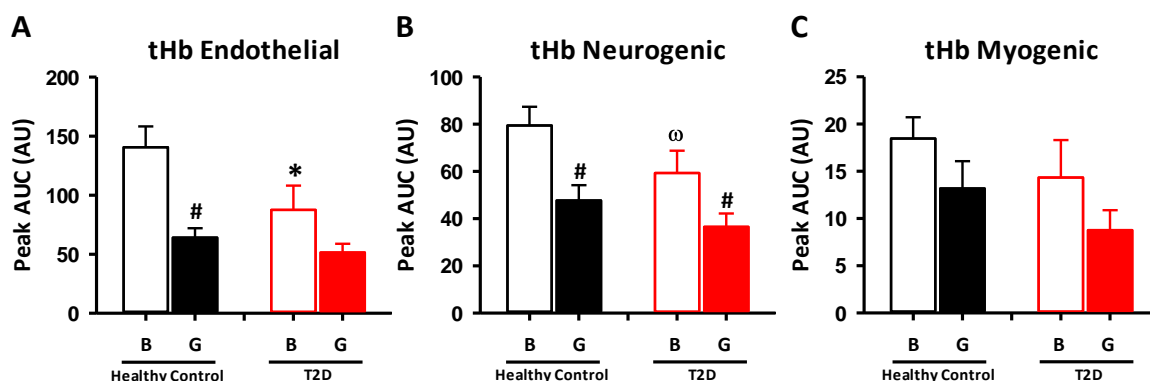 A
tHb Endothelial
Peak AUC (AU)
200
150
100
50
0
#
*
B G B G
Healthy Control T2D
B
tHb Neurogenic
Peak AUC (AU)
100
80
60
40
20
0
#
ω
#
B G B G
Healthy Control T2D
C
tHb Myogenic
Peak AUC (AU)
25
20
15
10
5
0
B G B G
Healthy Control T2D